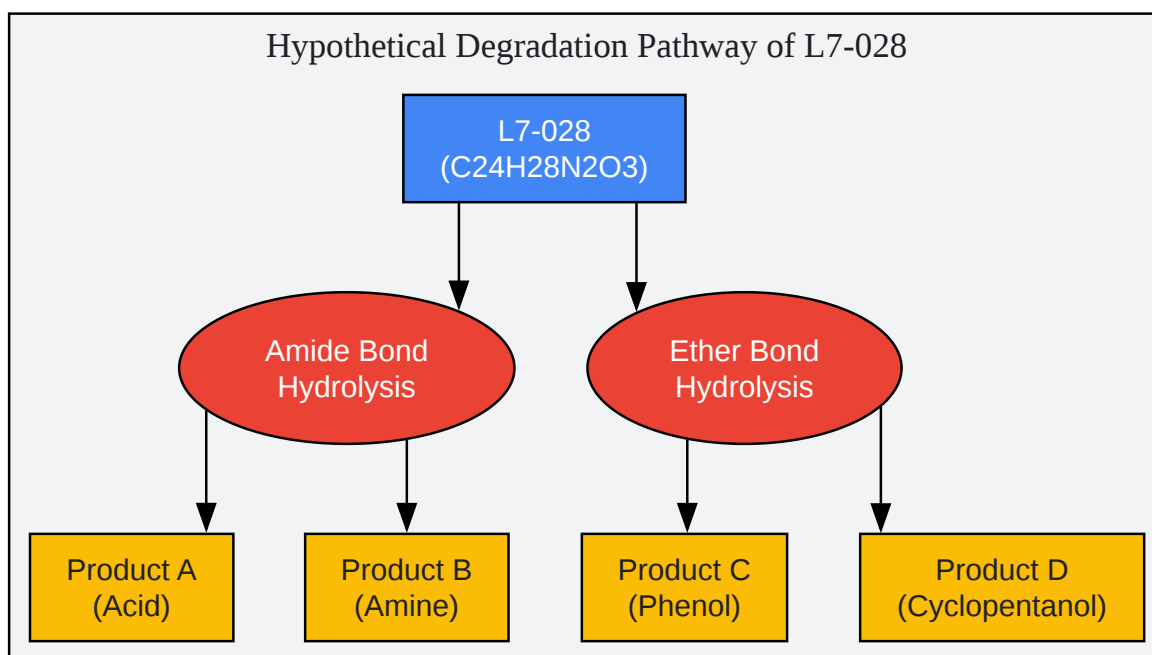 Hypothetical Degradation Pathway of L7-028
L7-028
(C24H28N2O3)
Amide Bond
Hydrolysis
Ether Bond
Hydrolysis
Product A
(Acid)
Product B
(Amine)
Product C
(Phenol)
Product D
(Cyclopentanol)